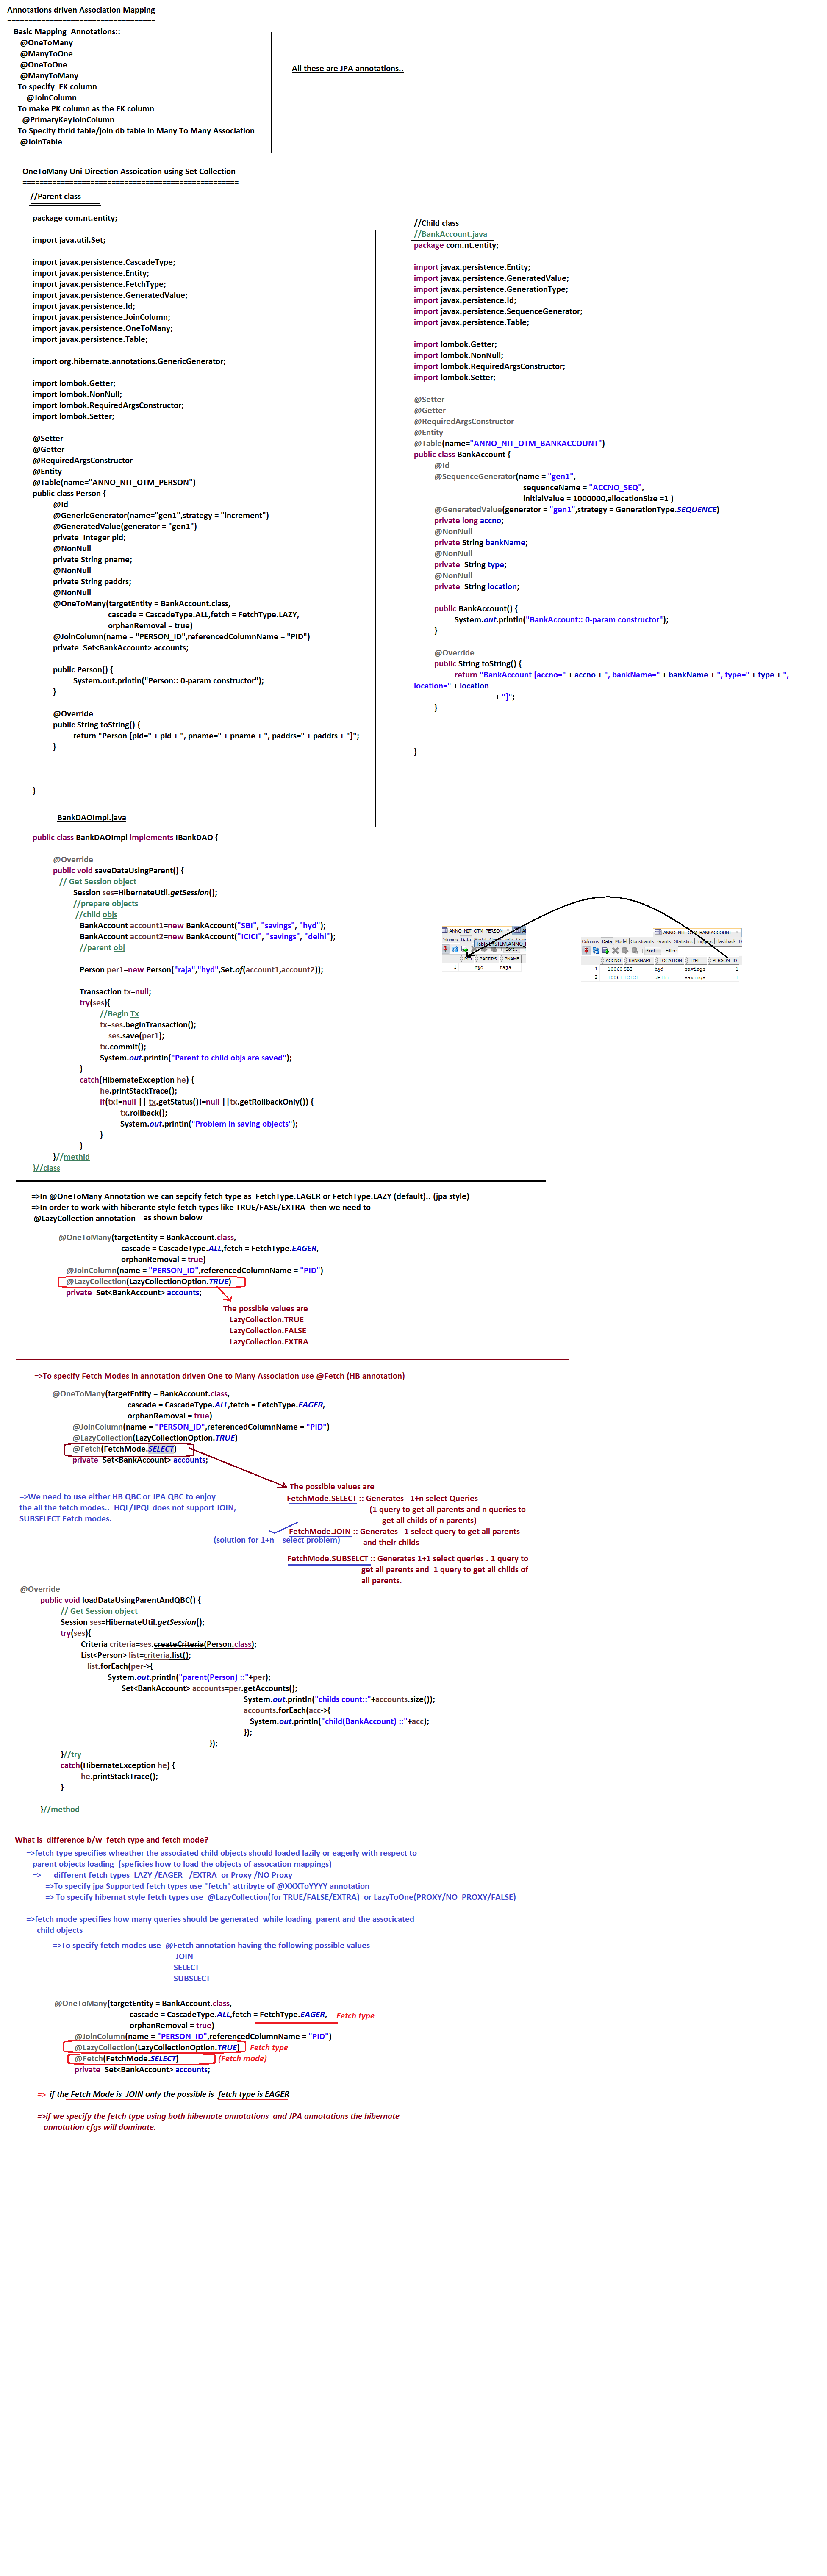 Annotations driven Association Mapping
===================================
Basic Mapping  Annotations::
@OneToMany
@ManyToOne
@OneToOne
@ManyToMany
To specify  FK column
@JoinColumn
To make PK column as the FK column
@PrimaryKeyJoinColumn
To Specify thrid table/join db table in Many To Many Association
@JoinTable
All these are JPA annotations..
OneToMany Uni-Direction Assoication using Set Collection
===================================================
//Parent class
package com.nt.entity;
import java.util.Set;
import javax.persistence.CascadeType;
import javax.persistence.Entity;
import javax.persistence.FetchType;
import javax.persistence.GeneratedValue;
import javax.persistence.Id;
import javax.persistence.JoinColumn;
import javax.persistence.OneToMany;
import javax.persistence.Table;
import org.hibernate.annotations.GenericGenerator;
import lombok.Getter;
import lombok.NonNull;
import lombok.RequiredArgsConstructor;
import lombok.Setter;
@Setter
@Getter
@RequiredArgsConstructor
@Entity
@Table(name="ANNO_NIT_OTM_PERSON")
public class Person {
@Id
@GenericGenerator(name="gen1",strategy = "increment")
@GeneratedValue(generator = "gen1")
private  Integer pid;
@NonNull
private String pname;
@NonNull
private String paddrs;
@NonNull
@OneToMany(targetEntity = BankAccount.class,
cascade = CascadeType.ALL,fetch = FetchType.LAZY,
orphanRemoval = true)
@JoinColumn(name = "PERSON_ID",referencedColumnName = "PID")
private  Set<BankAccount> accounts;
public Person() {
System.out.println("Person:: 0-param constructor");
}
@Override
public String toString() {
return "Person [pid=" + pid + ", pname=" + pname + ", paddrs=" + paddrs + "]";
}
}
//Child class
//BankAccount.java
package com.nt.entity;
import javax.persistence.Entity;
import javax.persistence.GeneratedValue;
import javax.persistence.GenerationType;
import javax.persistence.Id;
import javax.persistence.SequenceGenerator;
import javax.persistence.Table;
import lombok.Getter;
import lombok.NonNull;
import lombok.RequiredArgsConstructor;
import lombok.Setter;
@Setter
@Getter
@RequiredArgsConstructor
@Entity
@Table(name="ANNO_NIT_OTM_BANKACCOUNT")
public class BankAccount {
@Id
@SequenceGenerator(name = "gen1",
sequenceName = "ACCNO_SEQ",
initialValue = 1000000,allocationSize =1 )
@GeneratedValue(generator = "gen1",strategy = GenerationType.SEQUENCE)
private long accno;
@NonNull
private String bankName;
@NonNull
private  String type;
@NonNull
private  String location;
public BankAccount() {
System.out.println("BankAccount:: 0-param constructor");
}
@Override
public String toString() {
return "BankAccount [accno=" + accno + ", bankName=" + bankName + ", type=" + type + ",
location=" + location
+ "]";
}
}
BankDAOImpl.java
public class BankDAOImpl implements IBankDAO {
@Override
public void saveDataUsingParent() {
// Get Session object
Session ses=HibernateUtil.getSession();
//prepare objects
//child objs
BankAccount account1=new BankAccount("SBI", "savings", "hyd");
BankAccount account2=new BankAccount("ICICI", "savings", "delhi");
//parent obj
Person per1=new Person("raja","hyd",Set.of(account1,account2));
Transaction tx=null;
try(ses){
//Begin Tx
tx=ses.beginTransaction();
ses.save(per1);
tx.commit();
System.out.println("Parent to child objs are saved");
}
catch(HibernateException he) {
he.printStackTrace();
if(tx!=null || tx.getStatus()!=null ||tx.getRollbackOnly()) {
tx.rollback();
System.out.println("Problem in saving objects");
}
}
}//methid
}//class
ANNO_NIT_OTM_PERSON
Data
Sort...
PID PADDRS PNAME
1 1 hyd raja
ANNO_NIT_OTM_BANKACCOUNT
Columns Data Model Constraints Grants Statistics Triggers Flashback
Sort.. Filter:
ACCNO BANKNAME LOCATION TYPE PERSON_ID
1 10060 SBI hyd savings 1
2 10061 ICICI delhi savings 1
=>In @OneToMany Annotation we can sepcify fetch type as  FetchType.EAGER or FetchType.LAZY (default).. (jpa style)
=>In order to work with hiberante style fetch types like TRUE/FASE/EXTRA  then we need to
@LazyCollection annotation   as shown below
@OneToMany(targetEntity = BankAccount.class,
cascade = CascadeType.ALL,fetch = FetchType.EAGER,
orphanRemoval = true)
@JoinColumn(name = "PERSON_ID",referencedColumnName = "PID")
@LazyCollection(LazyCollectionOption.TRUE)
private  Set<BankAccount> accounts;
The possible values are
LazyCollection.TRUE
LazyCollection.FALSE
LazyCollection.EXTRA
=>To specify Fetch Modes in annotation driven One to Many Association use @Fetch (HB annotation)
@OneToMany(targetEntity = BankAccount.class,
cascade = CascadeType.ALL,fetch = FetchType.EAGER,
orphanRemoval = true)
@JoinColumn(name = "PERSON_ID",referencedColumnName = "PID")
@LazyCollection(LazyCollectionOption.TRUE)
@Fetch(FetchMode.SELECT)
private  Set<BankAccount> accounts;
=>We need to use either HB QBC or JPA QBC to enjoy
the all the fetch modes..  HQL/JPQL does not support JOIN,
SUBSELECT Fetch modes.
The possible values are
FetchMode.SELECT :: Generates   1+n select Queries
(1 query to get all parents and n queries to
get all childs of n parents)
FetchMode.JOIN :: Generates   1 select query to get all parents
and their childs
(solution for 1+n    select problem)
FetchMode.SUBSELCT :: Generates 1+1 select queries . 1 query to
get all parents and  1 query to get all childs of
all parents.
@Override
public void loadDataUsingParentAndQBC() {
// Get Session object
Session ses=HibernateUtil.getSession();
try(ses){
Criteria criteria=ses.createCriteria(Person.class);
List<Person> list=criteria.list();
list.forEach(per->{
System.out.println("parent(Person) ::"+per);
Set<BankAccount> accounts=per.getAccounts();
System.out.println("childs count::"+accounts.size());
accounts.forEach(acc->{
System.out.println("child(BankAccount) ::"+acc);
});
});
}//try
catch(HibernateException he) {
he.printStackTrace();
}
}//method
What is  difference b/w  fetch type and fetch mode?
=>fetch type specifies wheather the associated child objects should loaded lazily or eagerly with respect to
parent objects loading  (speficies how to load the objects of assocation mappings)
=>     different fetch types  LAZY /EAGER   /EXTRA  or Proxy /NO Proxy
=>To specify jpa Supported fetch types use "fetch" attribyte of @XXXToYYYY annotation
=> To specify hibernat style fetch types use  @LazyCollection(for TRUE/FALSE/EXTRA)  or LazyToOne(PROXY/NO_PROXY/FALSE)
=>fetch mode specifies how many queries should be generated  while loading  parent and the associcated
child objects
=>To specify fetch modes use  @Fetch annotation having the following possible values
JOIN
SELECT
SUBSLECT
@OneToMany(targetEntity = BankAccount.class,
cascade = CascadeType.ALL,fetch = FetchType.EAGER,    Fetch type
orphanRemoval = true)
@JoinColumn(name = "PERSON_ID",referencedColumnName = "PID")
@LazyCollection(LazyCollectionOption.TRUE)    Fetch type
@Fetch(FetchMode.SELECT)    (Fetch mode)
private  Set<BankAccount> accounts;
=>  if the Fetch Mode is  JOIN only the possible is  fetch type is EAGER
=>if we specify the fetch type using both hibernate annotations  and JPA annotations the hibernate
annotation cfgs will dominate.